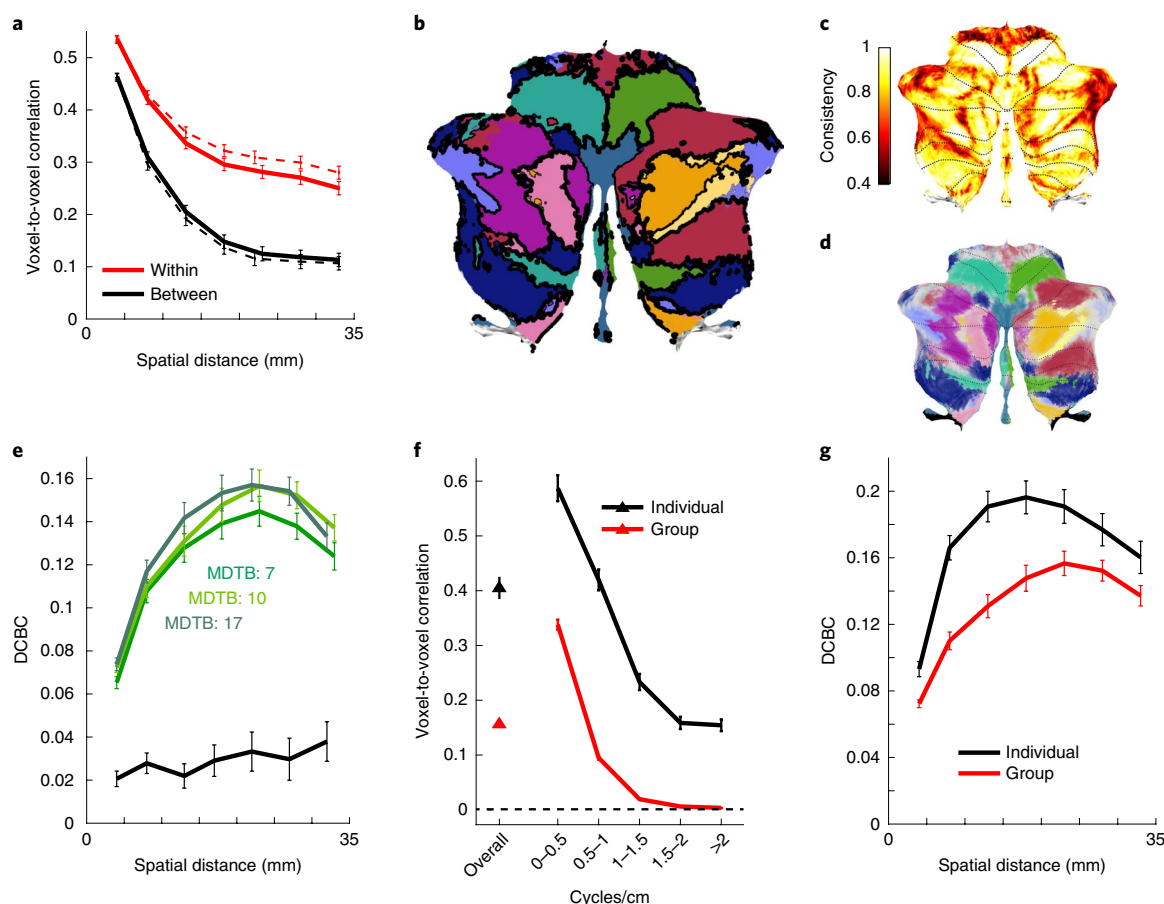 a
0.5
0.4
0.3
0.2
0.1
0
Voxel-to-voxel correlation
Within
Between
0
35
Spatial distance (mm)
b
c
1
0.8
0.6
0.4
Consistency
d
e
0.16
0.14
0.12
0.1
0.08
0.06
0.04
0.02
0
DCBC
MDTB: 7
MDTB: 10
MDTB: 17
0
35
Spatial distance (mm)
f
0.6
0.5
0.4
0.3
0.2
0.1
0
Voxel-to-voxel correlation
Individual
Group
Overall
0–0.5
0.5–1
1–1.5
1.5–2
>2
Cycles/cm
g
0.2
0.16
0.12
0.08
0.04
0
DCBC
Individual
Group
0
35
Spatial distance (mm)